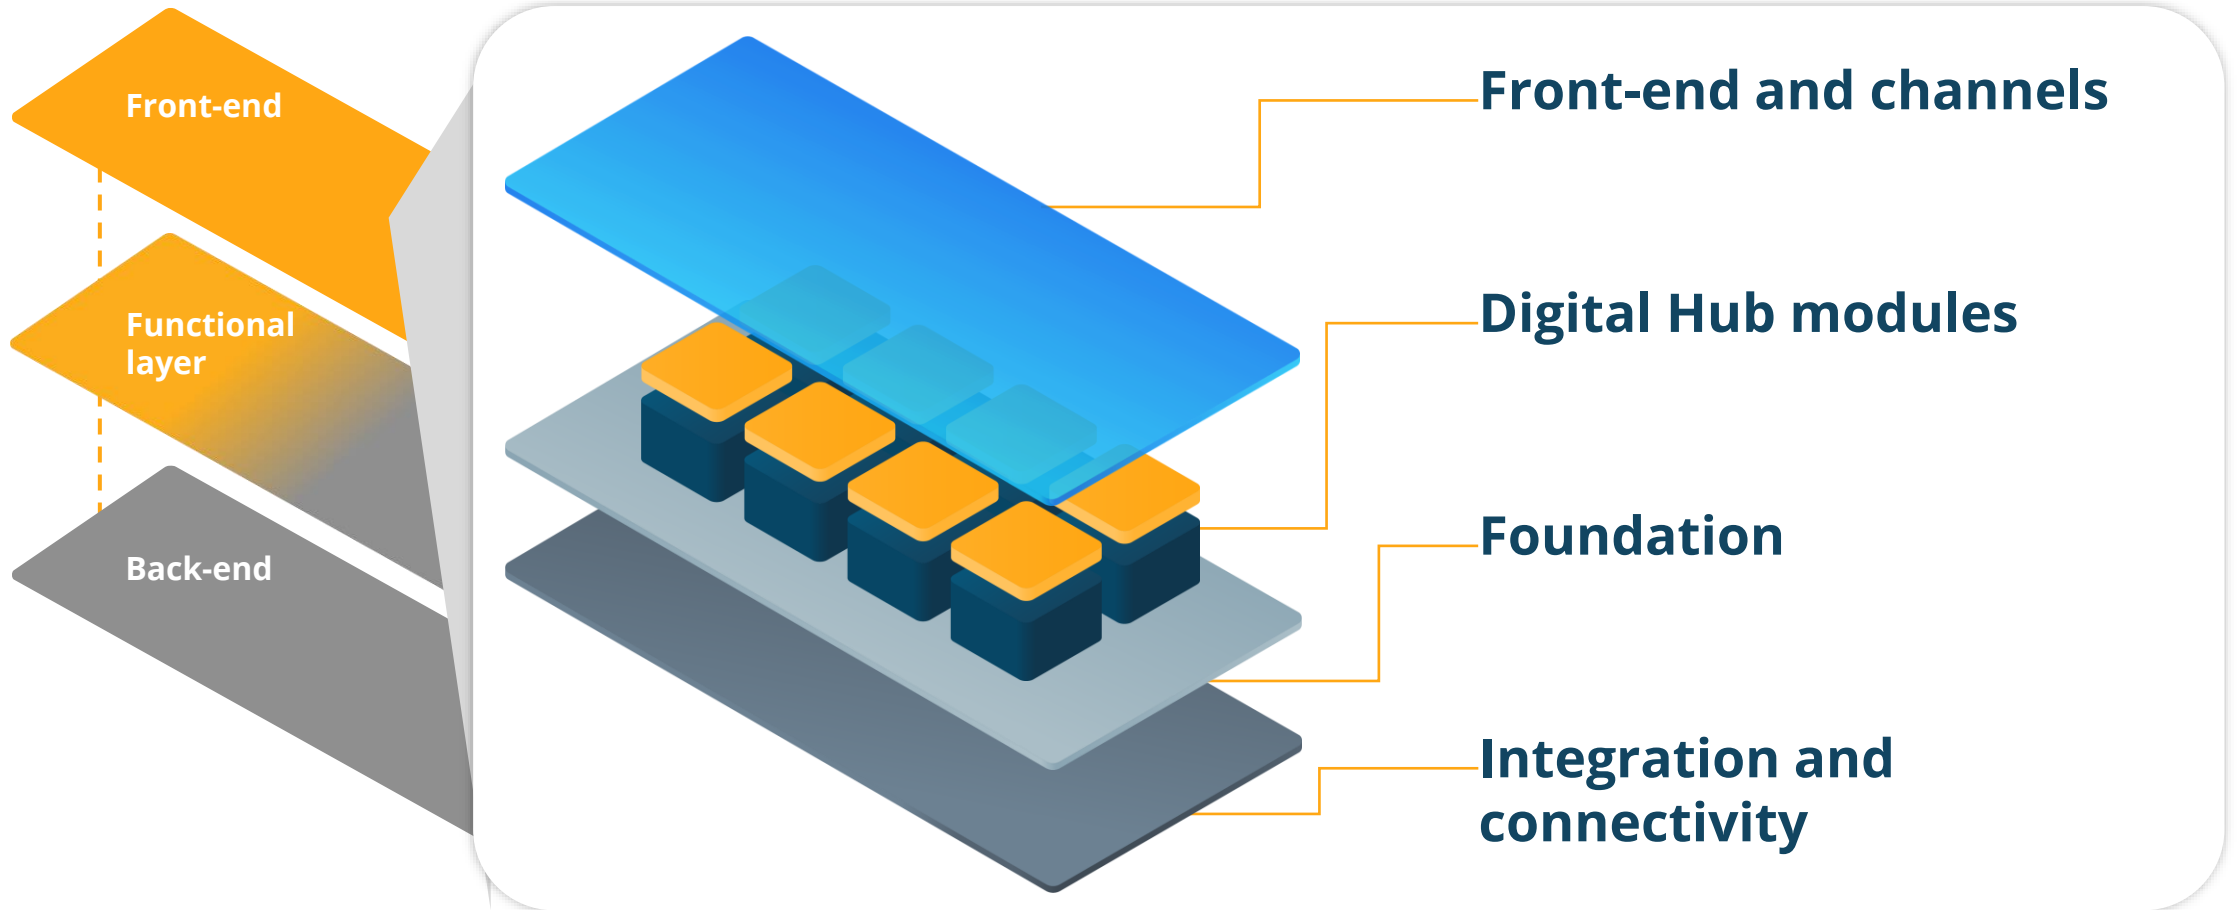 Front-end
Functional
layer
Back-end
Front-end and channels
Digital Hub modules
Foundation
Integration and
connectivity